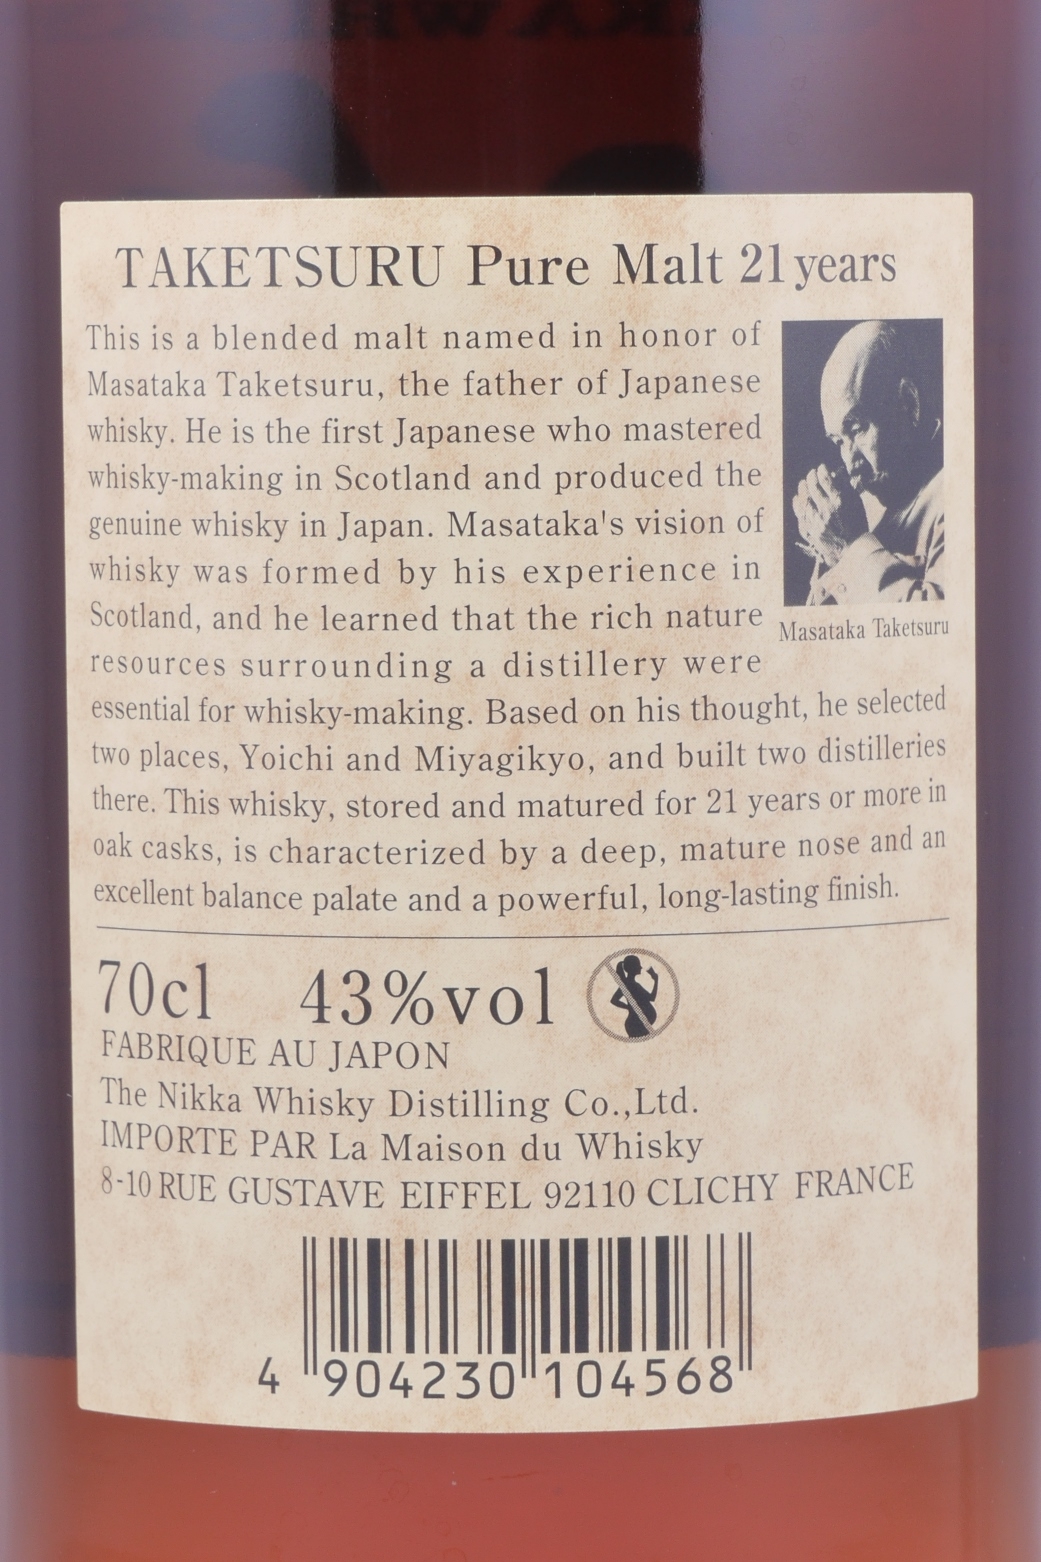 TAKETSURU Pure Malt 21 years
This is a blended malt named in honor of
Masataka Taketsuru, the father of Japanese
whisky. He is the first Japanese who mastered
whisky-making in Scotland and produced the
genuine whisky in Japan. Masataka's vision of
whisky was formed by his experience in
Scotland, and he learned that the rich nature
resources surrounding a distillery were
essential for whisky-making. Based on his thought, he selected
two places, Yoichi and Miyagikyo, and built two distilleries
there. This whisky, stored and matured for 21 years or more in
oak casks, is characterized by a deep, mature nose and an
excellent balance palate and a powerful, long-lasting finish.
Masataka Taketsuru
70cl 43%vol
FABRIQUE AU JAPON
The Nikka Whisky Distilling Co.,Ltd.
IMPORTE PAR La Maison du Whisky
8-10 RUE GUSTAVE EIFFEL 92110 CLICHY FRANCE
4 904230 104568